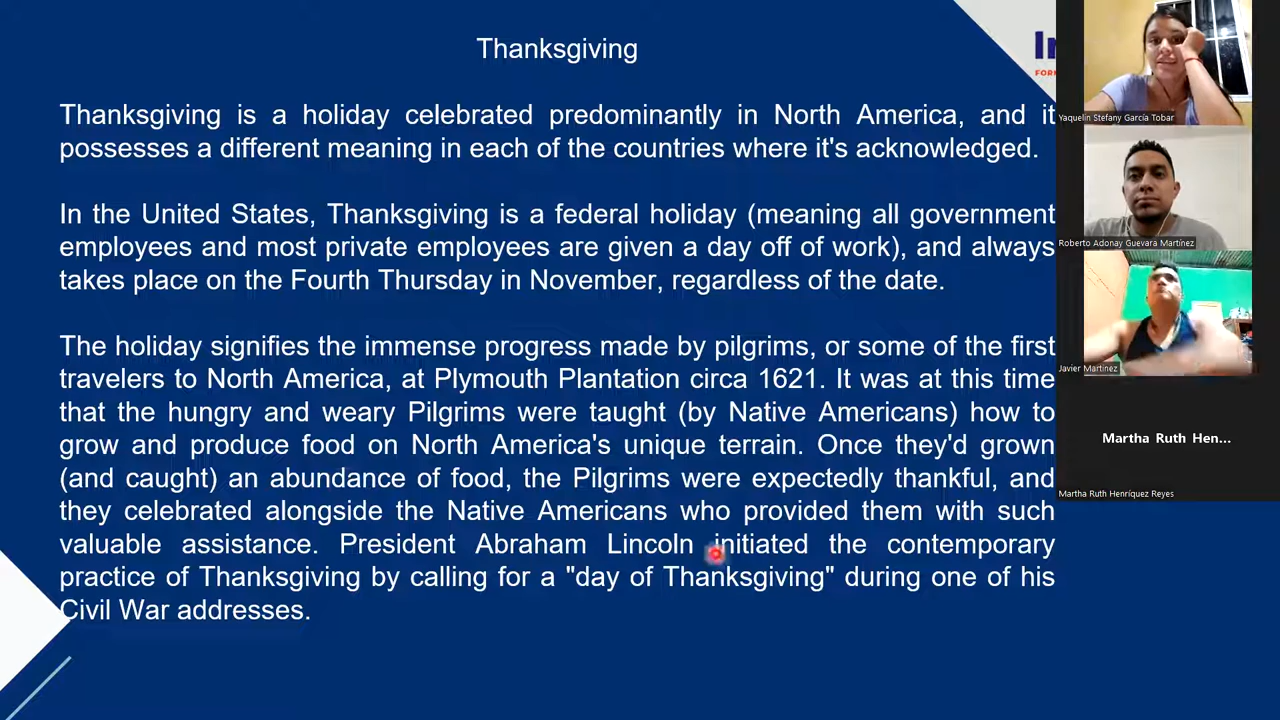 Thanksgiving
Thanksgiving is a holiday celebrated predominantly in North America, and it
possesses a different meaning in each of the countries where it's acknowledged.
In the United States, Thanksgiving is a federal holiday (meaning all government
employees and most private employees are given a day off of work), and always
takes place on the Fourth Thursday in November, regardless of the date.
The holiday signifies the immense progress made by pilgrims, or some of the first
travelers to North America, at Plymouth Plantation circa 1621. It was at this time
that the hungry and weary Pilgrims were taught (by Native Americans) how to
grow and produce food on North America's unique terrain. Once they'd grown
(and caught) an abundance of food, the Pilgrims were expectedly thankful, and
they celebrated alongside the Native Americans who provided them with such
valuable assistance. President Abraham Lincoln initiated the contemporary
practice of Thanksgiving by calling for a "day of Thanksgiving" during one of his
Civil War addresses.
Yaquelin Stefany García Tobar
Roberto Adonay Guevara Martínez
Javier Martinez
Martha Ruth Hen...
Martha Ruth Henríquez Reyes